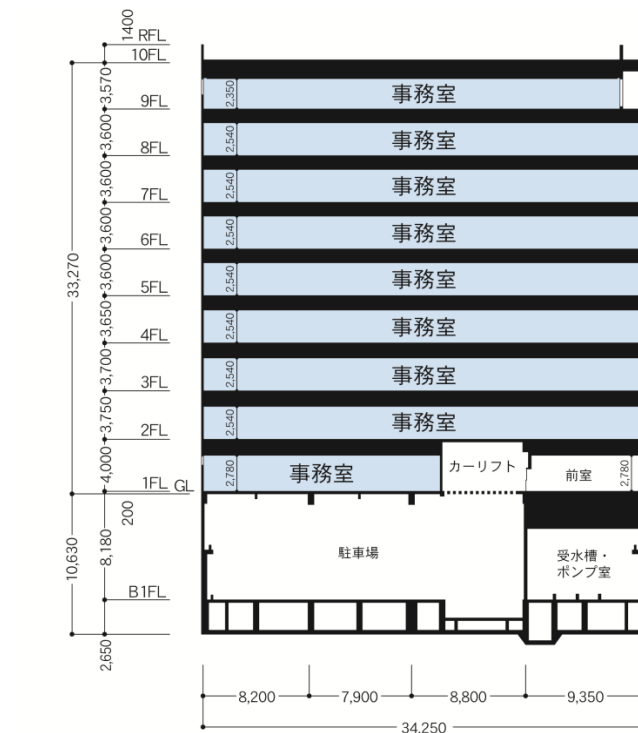 1400
RFL
10FL
3,570
2,350
事務室
9FL
3,600
2,540
事務室
8FL
3,600
2,540
事務室
7FL
3,600
2,540
事務室
6FL
33,270
3,600
2,540
事務室
5FL
3,650
2,540
事務室
4FL
3,700
2,540
事務室
3FL
3,750
2,540
事務室
2FL
4,000
2,780
事務室
カーリフト
前室
2,780
1FL GL
200
10,630
8,180
駐車場
受水槽・
ポンプ室
B1FL
2,650
8,200
7,900
8,800
9,350
34,250